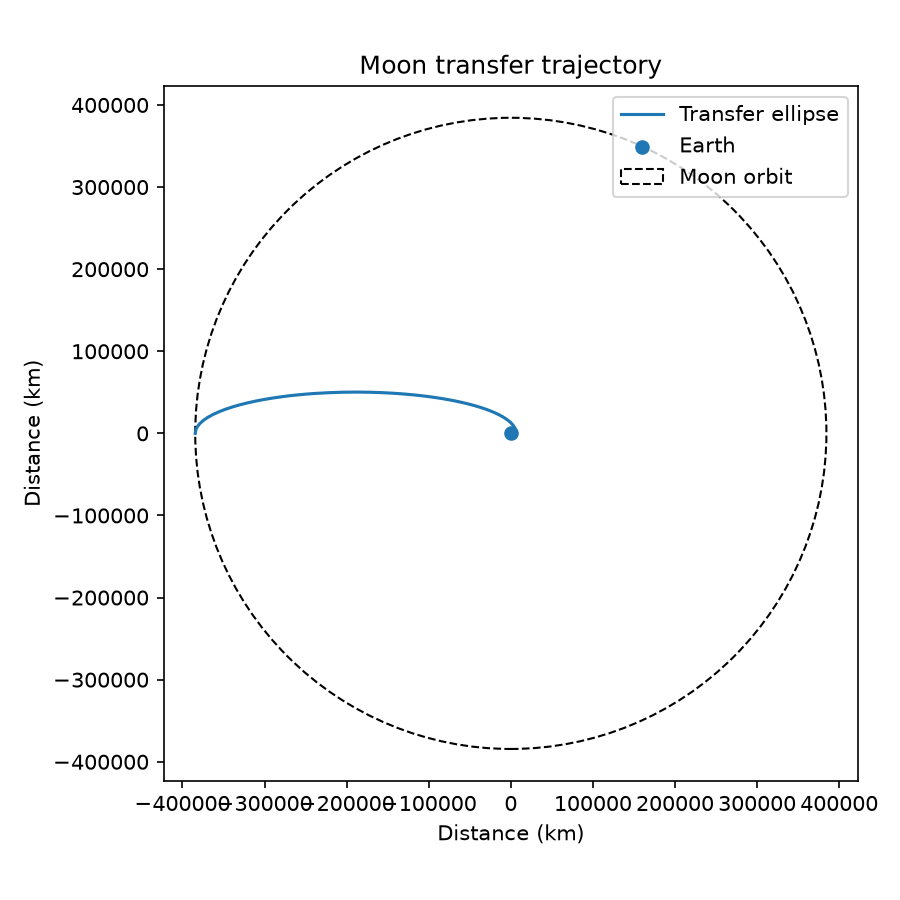 Moon transfer trajectory
Transfer ellipse
Earth
Moon orbit
400000
300000
200000
100000
0
−100000
−200000
−300000
−400000
Distance (km)
−400000 −300000 −200000 −100000 0 100000 200000 300000 400000
Distance (km)